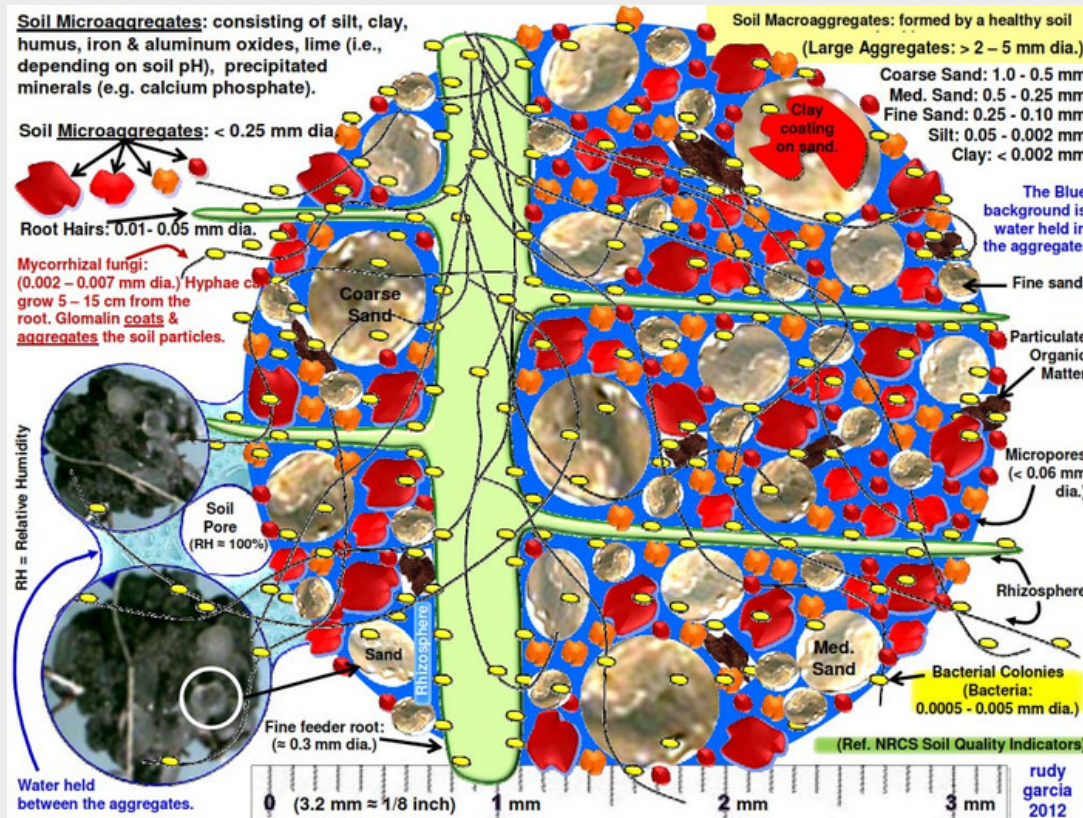 Soil Microaggregates: consisting of silt, clay,
humus, iron & aluminum oxides, lime (i.e.,
depending on soil pH), precipitated
minerals (e.g. calcium phosphate).
Soil Microaggregates: < 0.25 mm dia.
Root Hairs: 0.01- 0.05 mm dia.
Mycorrhizal fungi:
(0.002 – 0.007 mm dia.) Hyphae can
grow 5 – 15 cm from the
root. Glomalin coats &
aggregates the soil particles.
RH = Relative Humidity
Soil
Pore
(RH ≈ 100%)
Water held
between the aggregates.
Coarse
Sand
Sand
Rhizosphere
Fine feeder root:
(≈ 0.3 mm dia.)
Soil Macroaggregates: formed by a healthy soil
(Large Aggregates: > 2 – 5 mm dia.)
Coarse Sand: 1.0 - 0.5 mm
Med. Sand: 0.5 - 0.25 mm
Fine Sand: 0.25 - 0.10 mm
Silt: 0.05 - 0.002 mm
Clay: < 0.002 mm
Clay
coating
on sand.
The Blue
background is
water held in
the aggregate
Fine sand
Particulate
Organic
Matter
Micropores
(< 0.06 mm
dia.)
Rhizosphere
Med.
Sand
Bacterial Colonies
(Bacteria:
0.0005 - 0.005 mm dia.)
(Ref. NRCS Soil Quality Indicators)
0 (3.2 mm ≈ 1/8 inch) 1 mm 2 mm 3 mm
rudy
garcia
2012